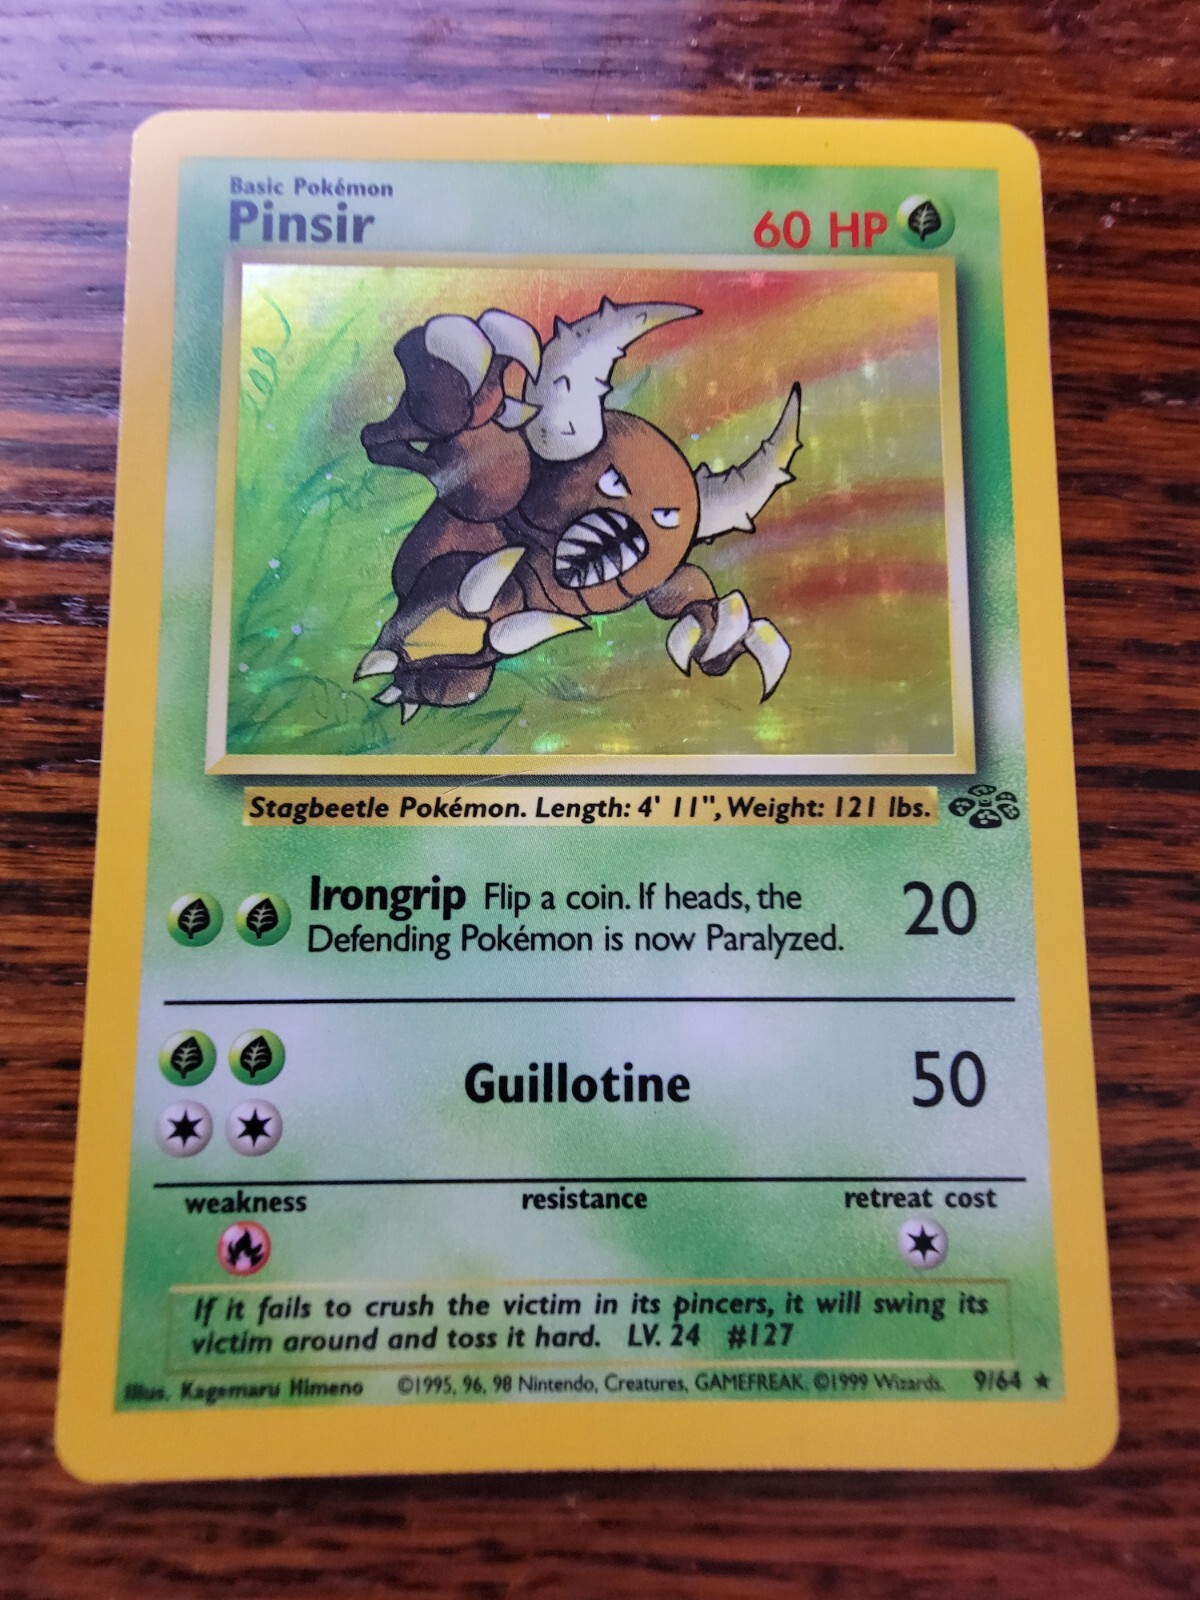 Basic Pokémon
Pinsir
60 HP
Stagbeetle Pokémon. Length: 4' 11", Weight: 121 lbs.
Irongrip Flip a coin. If heads, the 20
Defending Pokémon is now Paralyzed.
Guillotine 50
weakness resistance retreat cost
If it fails to crush the victim in its pincers, it will swing its
victim around and toss it hard. LV. 24 #127
Illus. Kagemaru Himeno ©1995, 96, 98 Nintendo, Creatures, GAMEFREAK. ©1999 Wizards. 9/64 ★